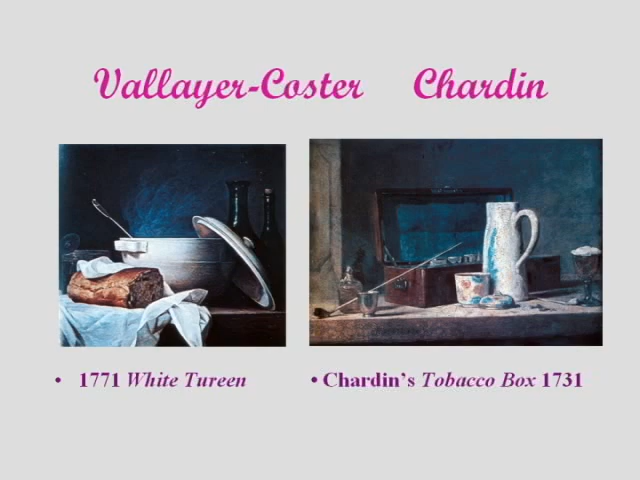 Vallayer-Coster Chardin
• 1771 White Tureen
• Chardin's Tobacco Box 1731